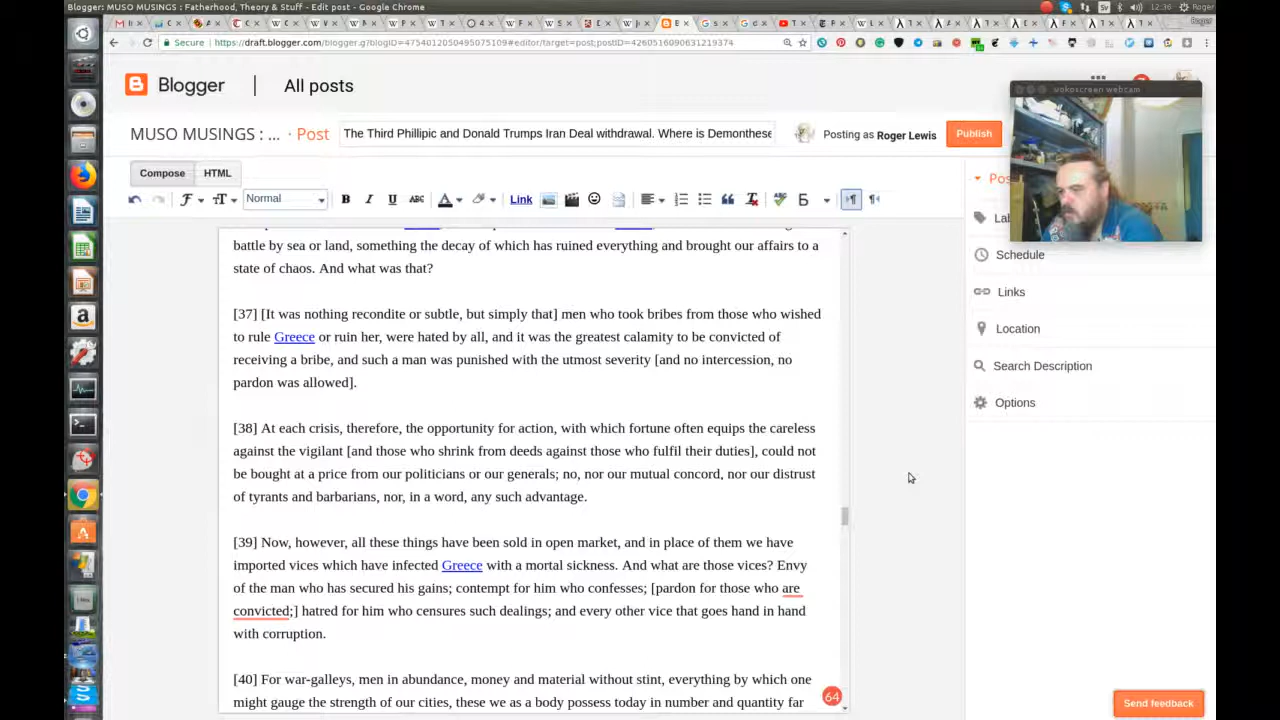 Blogger: MUSO MUSINGS : Fatherhood, Theory & Stuff - Edit post - Google Chrome
Sv
12:36
Roger
Roger
Secure
https://draft.blogger.com/blogger.g?blogID=4754012050495075109#editor/target=post;postID=4260516090631219374
Blogger
All posts
vokoscreen webcam
MUSO MUSINGS : ... · Post
The Third Phillipic and Donald Trumps Iran Deal withdrawal. Where is Demonthese
Posting as Roger Lewis
Publish
Compose
HTML
Normal
B
I
U
ABC
A
Link
battle by sea or land, something the decay of which has ruined everything and brought our affairs to a
state of chaos. And what was that?
[37] [It was nothing recondite or subtle, but simply that] men who took bribes from those who wished
to rule Greece or ruin her, were hated by all, and it was the greatest calamity to be convicted of
receiving a bribe, and such a man was punished with the utmost severity [and no intercession, no
pardon was allowed].
[38] At each crisis, therefore, the opportunity for action, with which fortune often equips the careless
against the vigilant [and those who shrink from deeds against those who fulfil their duties], could not
be bought at a price from our politicians or our generals; no, nor our mutual concord, nor our distrust
of tyrants and barbarians, nor, in a word, any such advantage.
[39] Now, however, all these things have been sold in open market, and in place of them we have
imported vices which have infected Greece with a mortal sickness. And what are those vices? Envy
of the man who has secured his gains; contempt for him who confesses; [pardon for those who are
convicted;] hatred for him who censures such dealings; and every other vice that goes hand in hand
with corruption.
[40] For war-galleys, men in abundance, money and material without stint, everything by which one
might gauge the strength of our cities, these we as a body possess today in number and quantity far
64
Schedule
Links
Location
Search Description
Options
Send feedback